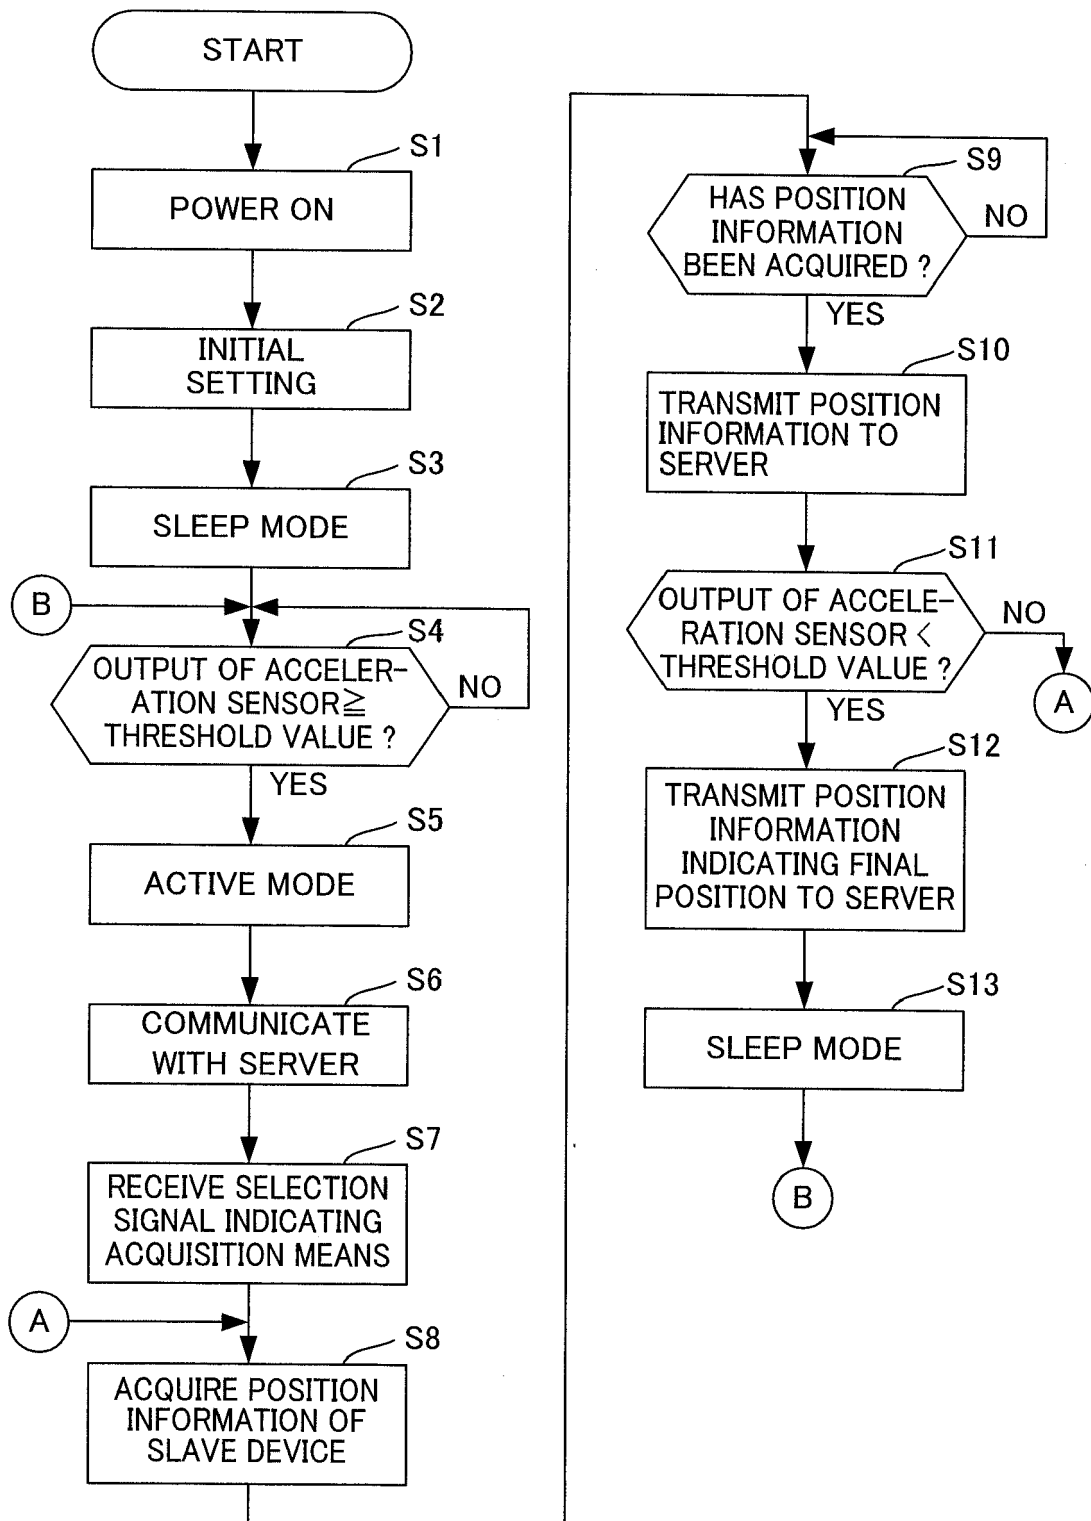 START
S1
POWER ON
S2
INITIAL
SETTING
S3
SLEEP MODE
B
S4
OUTPUT OF ACCELER-
ATION SENSOR≧
THRESHOLD VALUE ?
NO
YES
S5
ACTIVE MODE
S6
COMMUNICATE
WITH SERVER
S7
RECEIVE SELECTION
SIGNAL INDICATING
ACQUISITION MEANS
A
S8
ACQUIRE POSITION
INFORMATION OF
SLAVE DEVICE
S9
HAS POSITION
INFORMATION
BEEN ACQUIRED ?
NO
YES
S10
TRANSMIT POSITION
INFORMATION TO
SERVER
S11
OUTPUT OF ACCELE-
RATION SENSOR <
THRESHOLD VALUE ?
NO
A
YES
S12
TRANSMIT POSITION
INFORMATION
INDICATING FINAL
POSITION TO SERVER
S13
SLEEP MODE
B